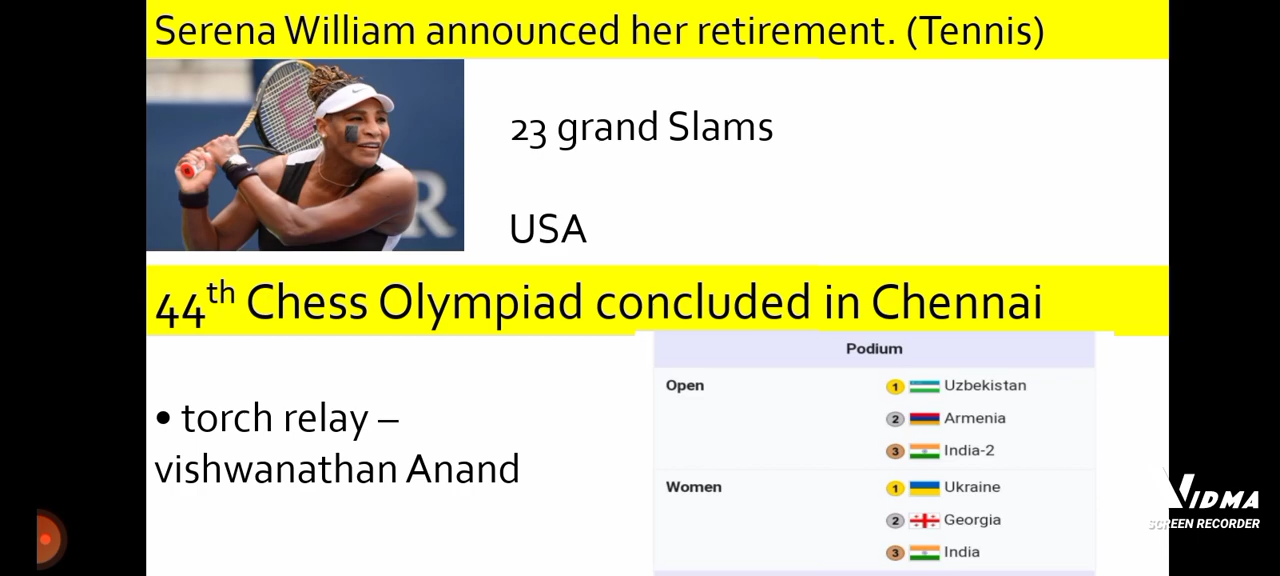 Serena William announced her retirement. (Tennis)
23 grand Slams
USA
R
44th Chess Olympiad concluded in Chennai
• torch relay –
vishwanathan Anand
Podium
Open
1 Uzbekistan
2 Armenia
3 India-2
Women
1 Ukraine
2 Georgia
3 India
VIDMA
SCREEN RECORDER